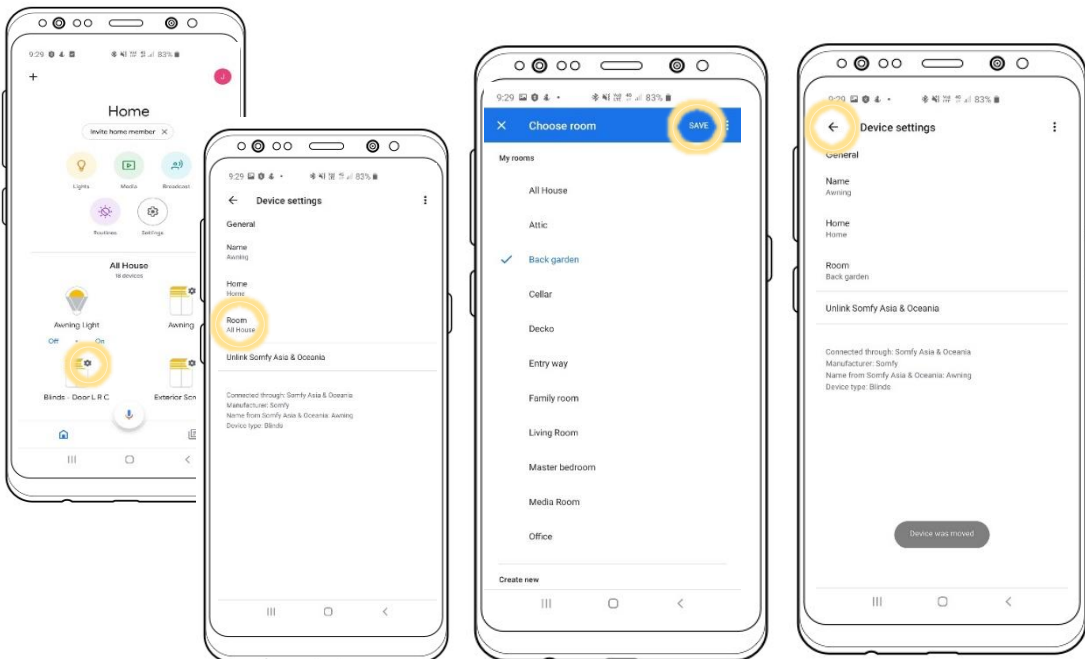 9:29 83%
+ J
Home
Invite home member ×
Lights Media Broadcast
Routines Settings
All House
18 devices
Awning Light Awning
Off On
Blinds - Door L R C Exterior Scr
9:29 83%
Device settings
General
Name
Awning
Home
Home
Room
All House
Unlink Somfy Asia & Oceania
Connected through: Somfy Asia & Oceania
Manufacturer: Somfy
Name from Somfy Asia & Oceania: Awning
Device type: Blinds
9:29 83%
Choose room SAVE
My rooms
All House
Attic
Back garden
Cellar
Decko
Entry way
Family room
Living Room
Master bedroom
Media Room
Office
Create new
9:29 83%
Device settings
General
Name
Awning
Home
Home
Room
Back garden
Unlink Somfy Asia & Oceania
Connected through: Somfy Asia & Oceania
Manufacturer: Somfy
Name from Somfy Asia & Oceania: Awning
Device type: Blinds
Device was moved